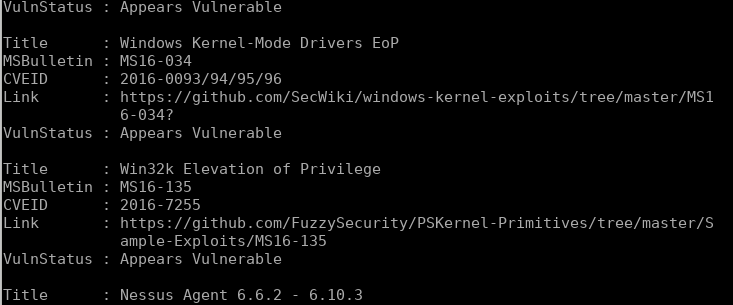 VulnStatus : Appears Vulnerable
Title      : Windows Kernel-Mode Drivers EoP
MSBulletin : MS16-034
CVEID      : 2016-0093/94/95/96
Link       : https://github.com/SecWiki/windows-kernel-exploits/tree/master/MS1
             6-034?
VulnStatus : Appears Vulnerable
Title      : Win32k Elevation of Privilege
MSBulletin : MS16-135
CVEID      : 2016-7255
Link       : https://github.com/FuzzySecurity/PSKernel-Primitives/tree/master/S
             ample-Exploits/MS16-135
VulnStatus : Appears Vulnerable
Title      : Nessus Agent 6.6.2 - 6.10.3